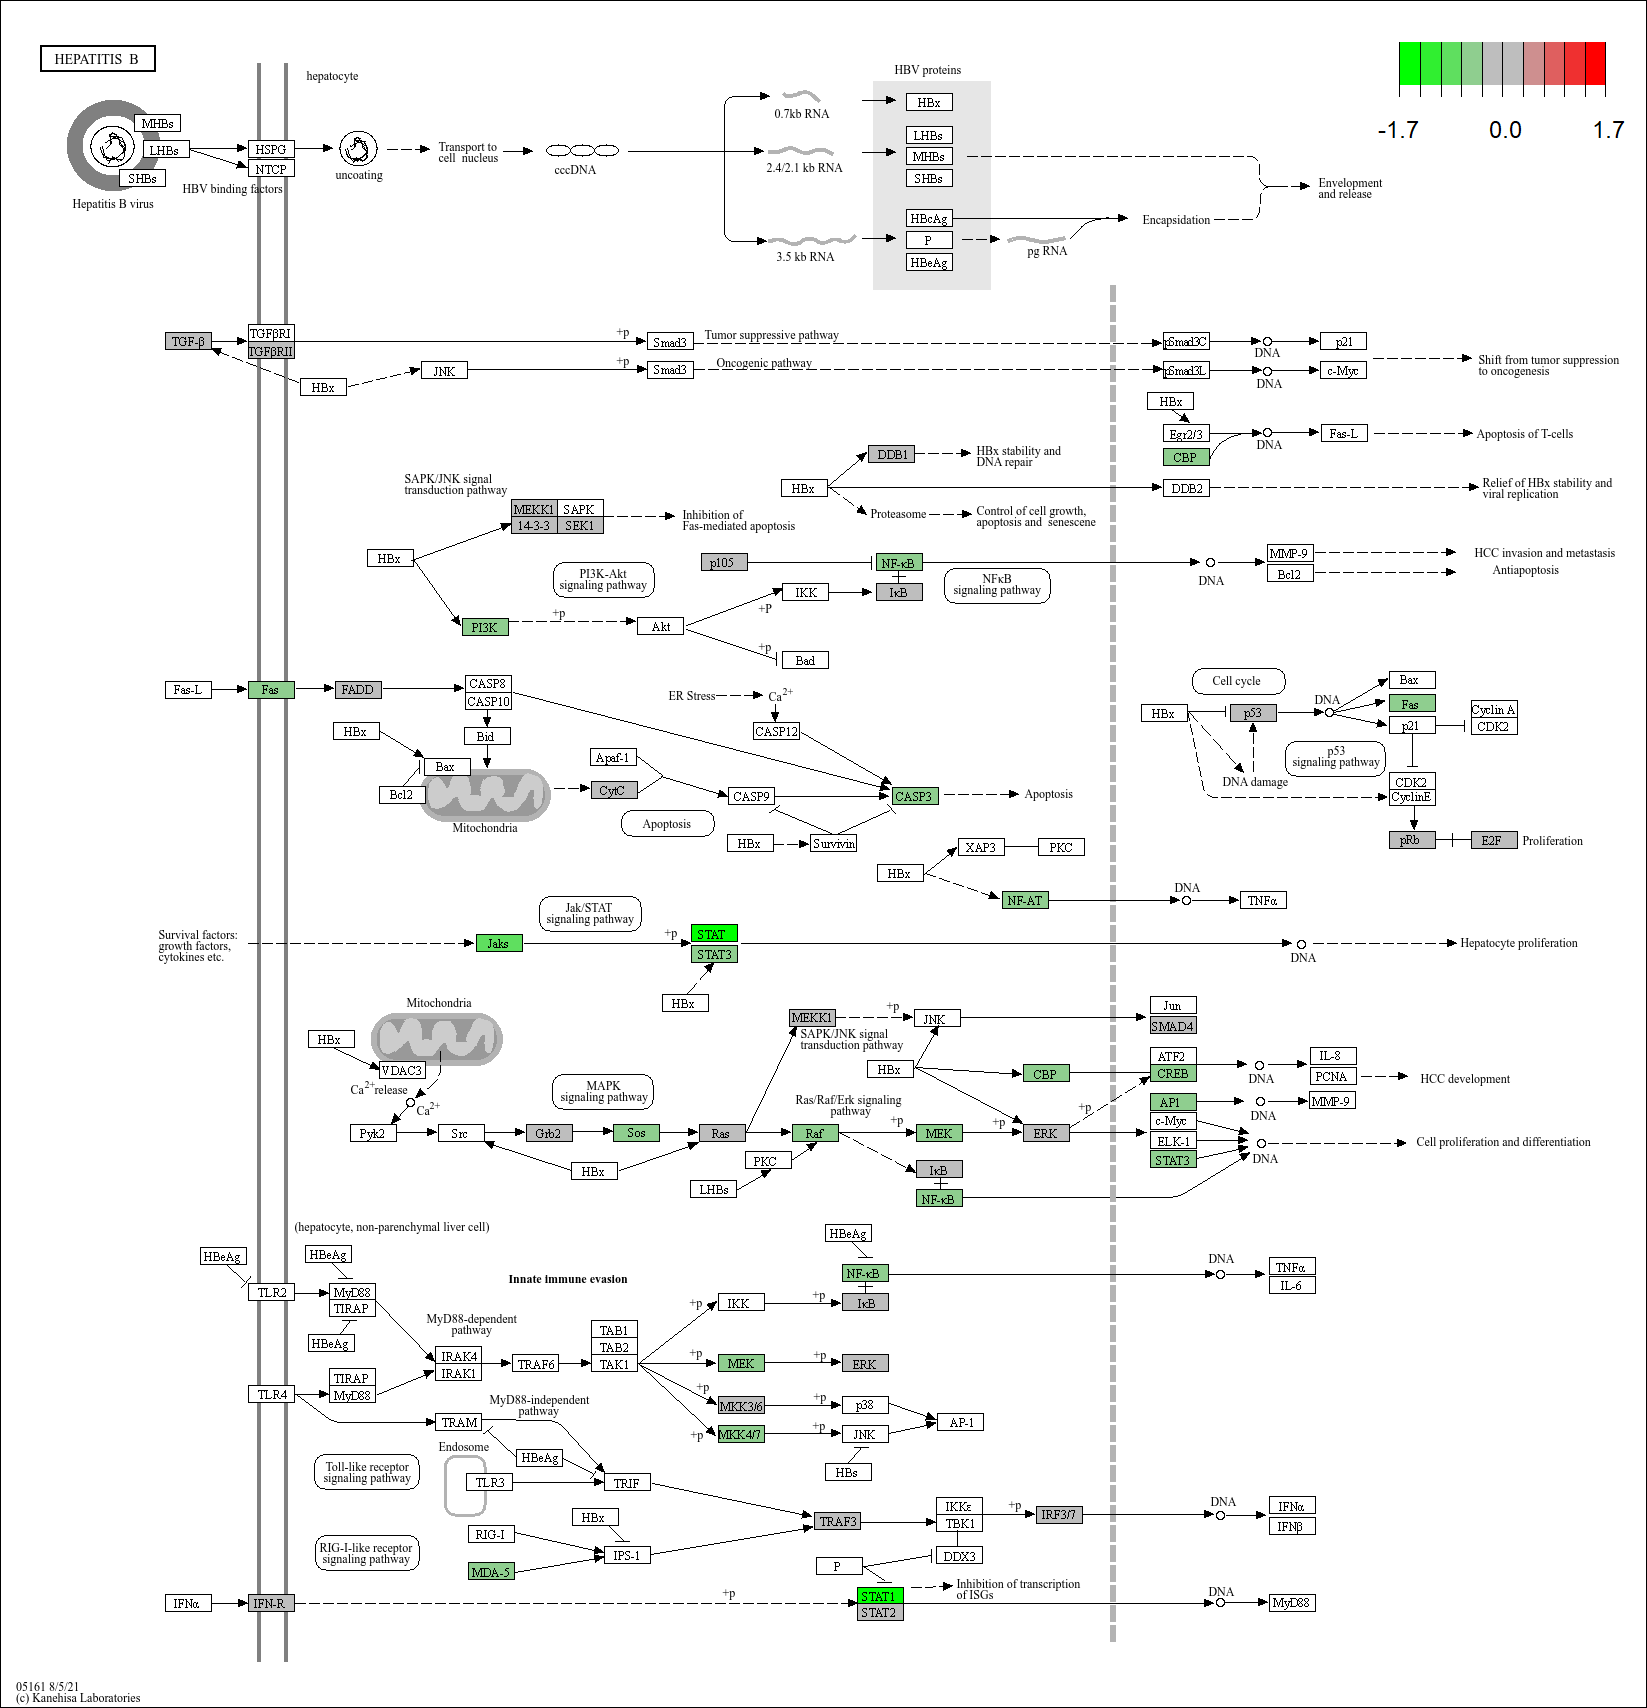 HEPATITIS B
hepatocyte
HBV proteins
-1.7
0.0
1.7
MHBs
LHBs
SHBs
Hepatitis B virus
HSPG
NTCP
HBV binding factors
uncoating
Transport to
cell nucleus
cccDNA
0.7kb RNA
2.4/2.1 kb RNA
3.5 kb RNA
HBx
LHBs
MHBs
SHBs
HBcAg
P
HBeAg
pg RNA
Encapsidation
Envelopment
and release
TGF-β
TGFβRI
TGFβRII
+p
Smad3
Tumor suppressive pathway
pSmad3C
DNA
p21
HBx
JNK
+p
Smad3
Oncogenic pathway
pSmad3L
DNA
c-Myc
Shift from tumor suppression
to oncogenesis
HBx
Egr2/3
CBP
DNA
Fas-L
Apoptosis of T-cells
DDB1
HBx stability and
DNA repair
HBx
DDB2
Relief of HBx stability and
viral replication
Proteasome
Control of cell growth,
apoptosis and senescene
SAPK/JNK signal
transduction pathway
MEKK1
SAPK
14-3-3
SEK1
Inhibition of
Fas-mediated apoptosis
HBx
p105
NF-κB
IκB
PI3K-Akt
signaling pathway
IKK
NFκB
signaling pathway
DNA
MMP-9
Bcl2
HCC invasion and metastasis
Antiapoptosis
PI3K
+p
Akt
+P
+p
Bad
Fas-L
Fas
FADD
CASP8
CASP10
ER Stress
Ca2+
CASP12
HBx
Bid
Bax
Bcl2
Mitochondria
Apaf-1
CytC
CASP9
CASP3
Apoptosis
Apoptosis
HBx
Survivin
Cell cycle
HBx
p53
DNA
Bax
Fas
p21
Cyclin A
CDK2
p53
signaling pathway
DNA damage
CDK2
CyclinE
pRb
E2F
Proliferation
XAP3
PKC
HBx
NF-AT
DNA
TNFα
Jak/STAT
signaling pathway
Survival factors:
growth factors,
cytokines etc.
Jaks
+p
STAT
STAT3
HBx
DNA
Hepatocyte proliferation
Mitochondria
HBx
VDAC3
Ca2+release
Ca2+
MAPK
signaling pathway
Pyk2
Src
Grb2
Sos
Ras
HBx
MEKK1
+p
JNK
SAPK/JNK signal
transduction pathway
HBx
CBP
Ras/Raf/Erk signaling
pathway
Raf
+p
MEK
+p
ERK
+p
PKC
LHBs
IκB
NF-κB
Jun
SMAD4
ATF2
CREB
AP1
c-Myc
ELK-1
STAT3
DNA
IL-8
PCNA
HCC development
DNA
MMP-9
DNA
Cell proliferation and differentiation
(hepatocyte, non-parenchymal liver cell)
HBeAg
TLR2
HBeAg
MyD88
TIRAP
HBeAg
Innate immune evasion
HBeAg
NF-κB
DNA
TNFα
IL-6
+p
IKK
+p
IκB
MyD88-dependent
pathway
IRAK4
IRAK1
TRAF6
TAB1
TAB2
TAK1
+p
MEK
+p
ERK
TLR4
TIRAP
MyD88
+p
MKK3/6
+p
p38
AP-1
+p
MKK4/7
+p
JNK
HBs
MyD88-independent
pathway
TRAM
HBeAg
Endosome
TLR3
TRIF
Toll-like receptor
signaling pathway
RIG-I
HBx
IPS-1
MDA-5
RIG-I-like receptor
signaling pathway
TRAF3
IKKε
TBK1
DDX3
+p
IRF3/7
DNA
IFNα
IFNβ
P
Inhibition of transcription
of ISGs
IFNα
IFN-R
+p
STAT1
STAT2
DNA
MyD88
05161 8/5/21
(c) Kanehisa Laboratories